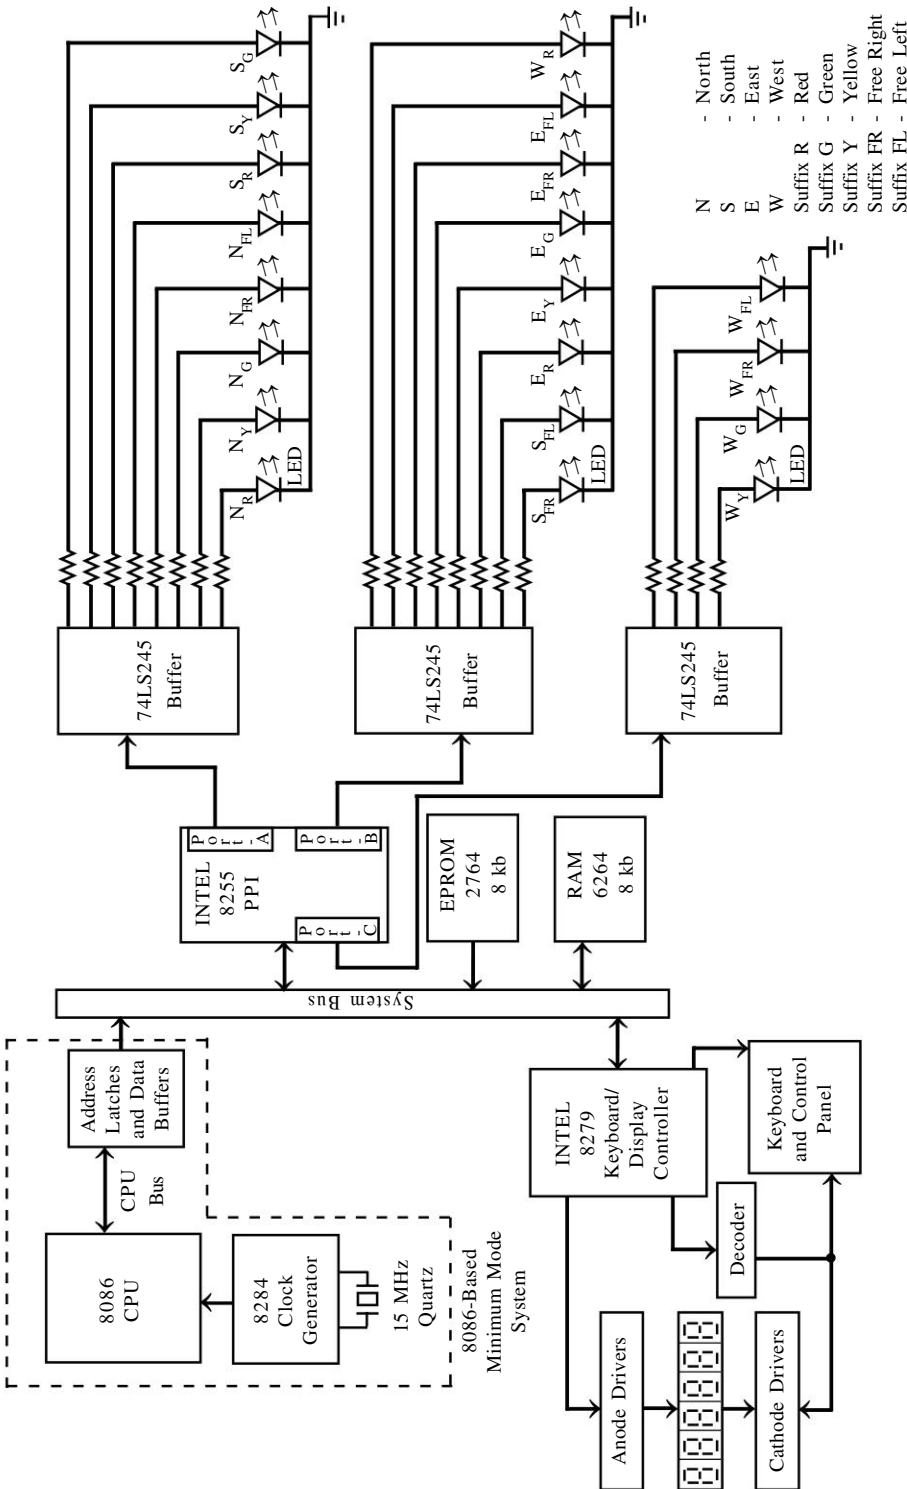 8086
CPU
CPU
Bus
Address
Latches
and Data
Buffers
8284
Clock
Generator
15 MHz
Quartz
8086-Based
Minimum Mode
System
System Bus
INTEL
8255
PPI
Port-A
Port-B
Port-C
EPROM
2764
8 kb
RAM
6264
8 kb
74LS245
Buffer
74LS245
Buffer
74LS245
Buffer
N_R
N_Y
N_G
N_FR
N_FL
S_R
S_Y
S_G
LED
S_FR
S_FL
E_R
E_Y
E_G
E_FR
E_FL
W_R
LED
W_Y
W_G
W_FR
W_FL
LED
INTEL
8279
Keyboard/
Display
Controller
Keyboard
and Control
Panel
Decoder
Anode Drivers
Cathode Drivers
N - North
S - South
E - East
W - West
Suffix R - Red
Suffix G - Green
Suffix Y - Yellow
Suffix FR - Free Right
Suffix FL - Free Left